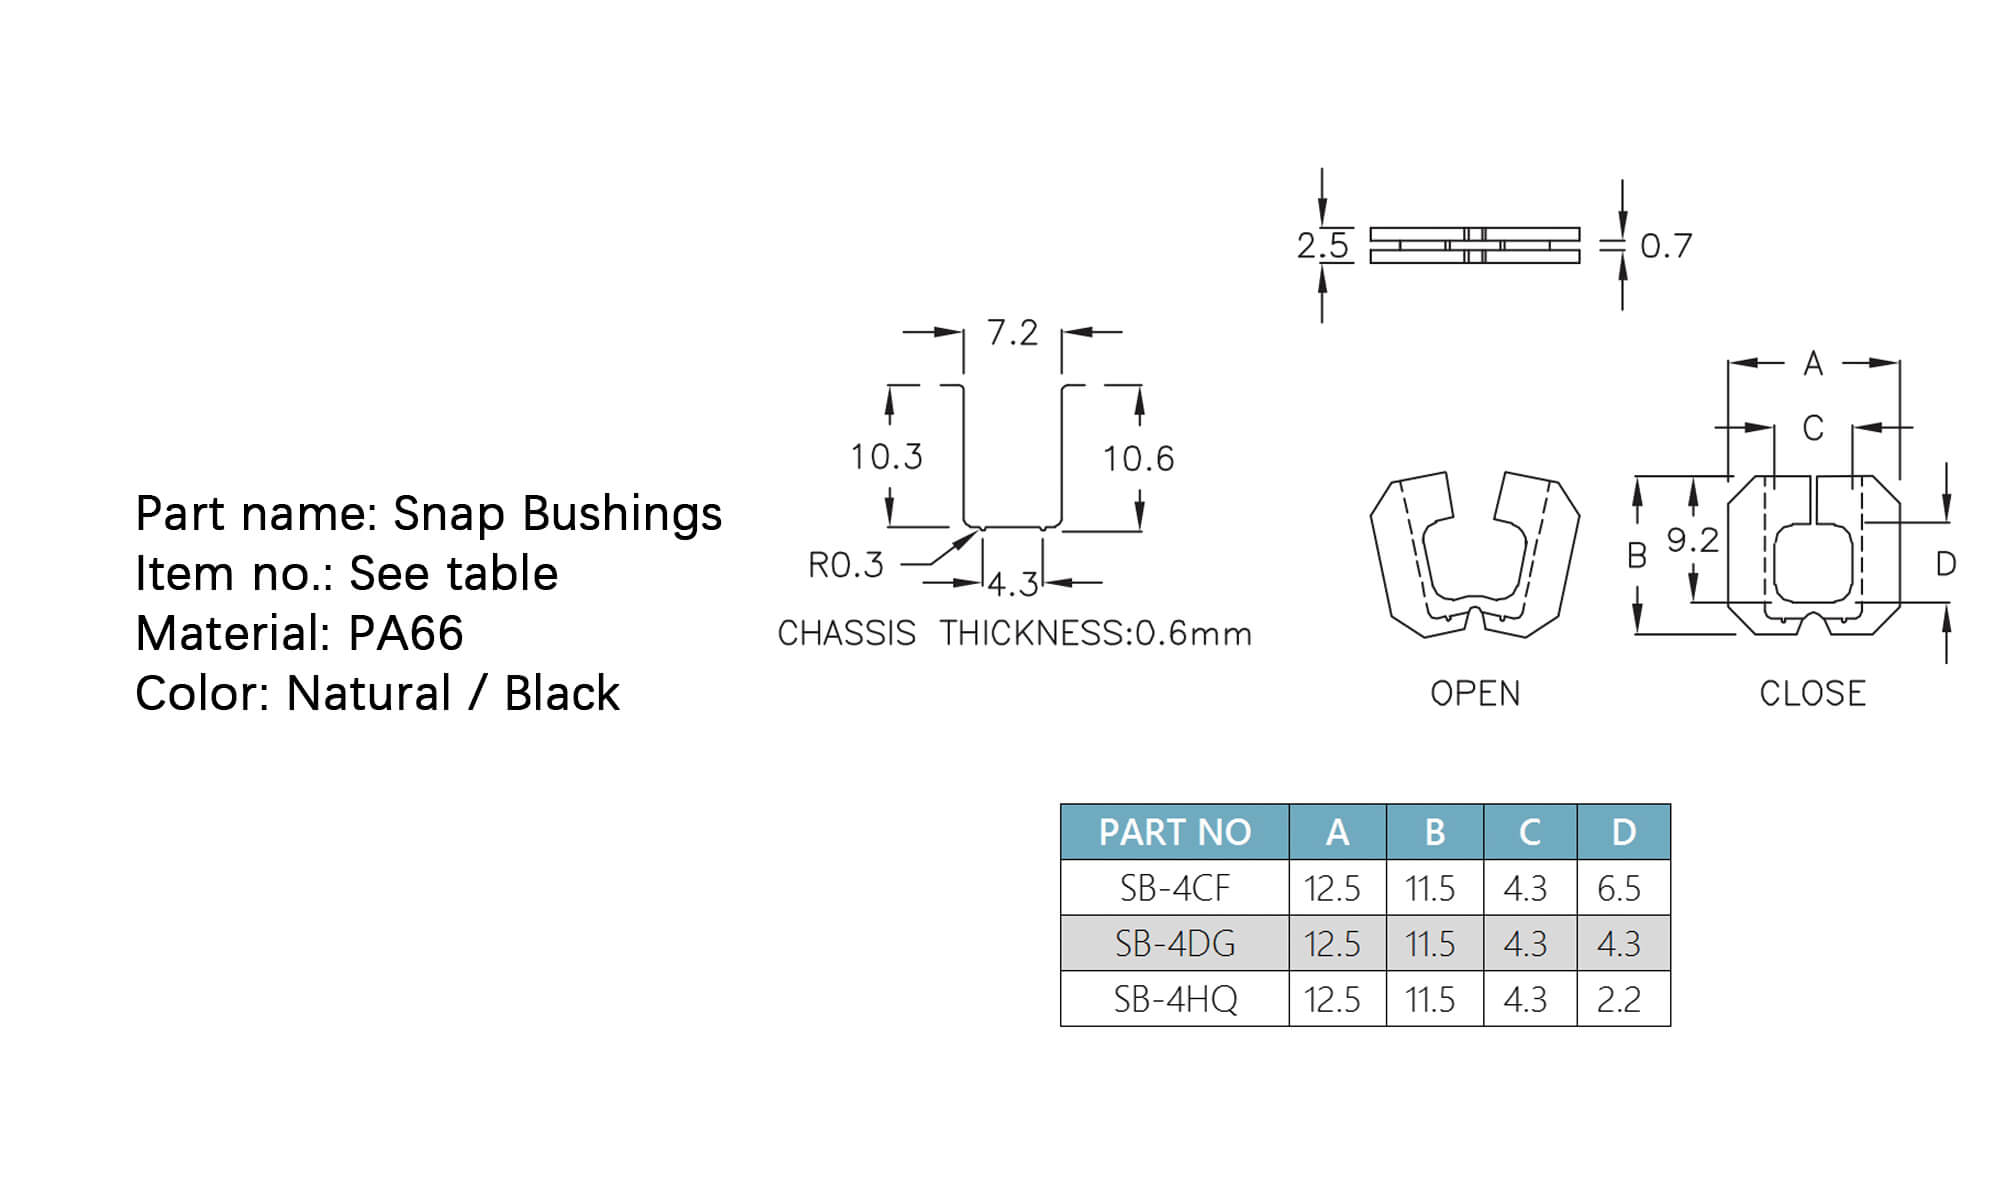 Part name: Snap Bushings
Item no.: See table
Material: PA66
Color: Natural / Black
2.5
0.7
7.2
10.3
10.6
R0.3
4.3
CHASSIS THICKNESS:0.6mm
A
C
B
9.2
D
OPEN
CLOSE
PART NO A B C D
SB-4CF 12.5 11.5 4.3 6.5
SB-4DG 12.5 11.5 4.3 4.3
SB-4HQ 12.5 11.5 4.3 2.2